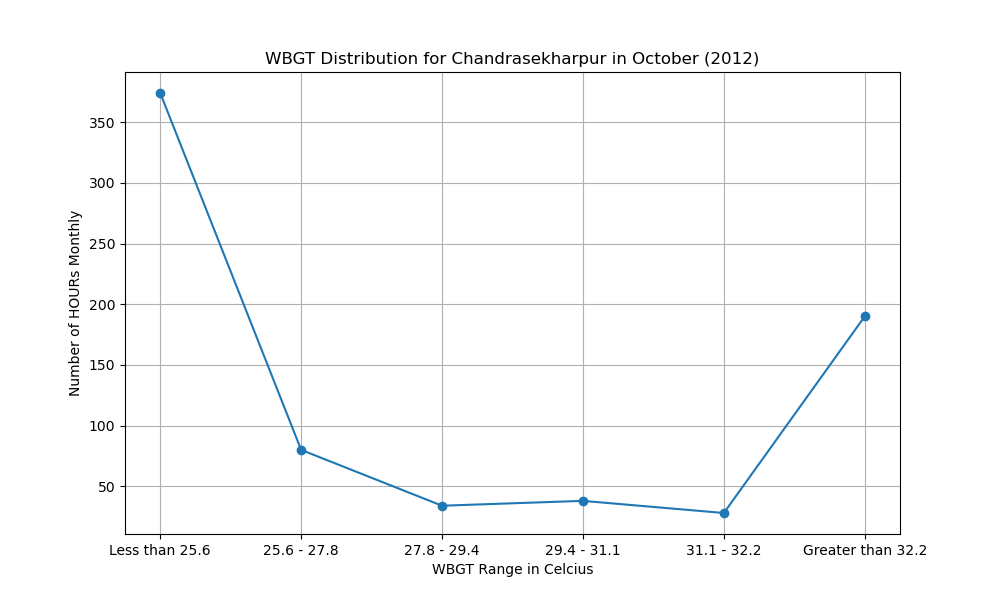 WBGT Distribution for Chandrasekharpur in October (2012)
Number of HOURs Monthly
350
300
250
200
150
100
50
Less than 25.6 25.6 - 27.8 27.8 - 29.4 29.4 - 31.1 31.1 - 32.2 Greater than 32.2
WBGT Range in Celcius